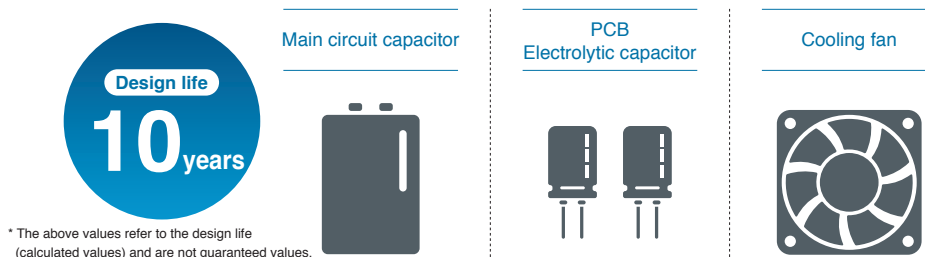 Design life
10 years
* The above values refer to the design life
(calculated values) and are not guaranteed values.
Main circuit capacitor
PCB
Electrolytic capacitor
Cooling fan